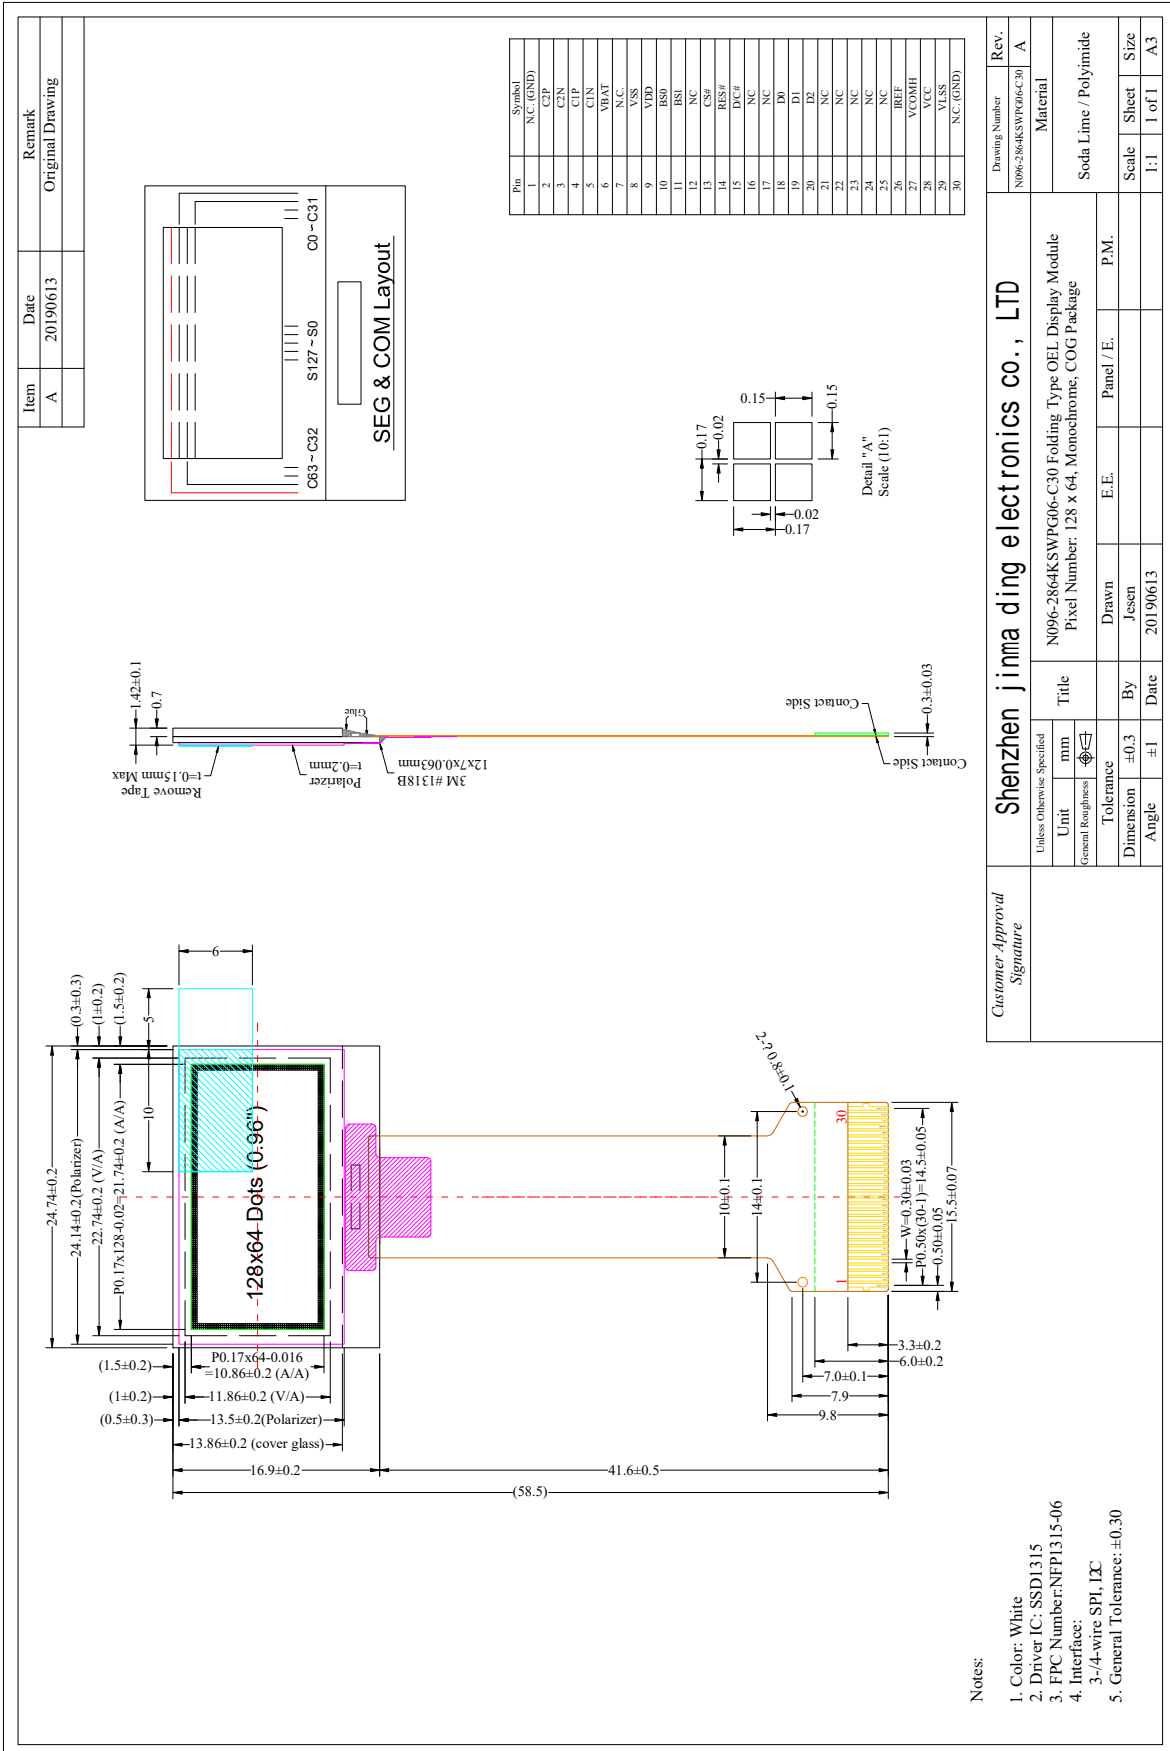 Item Date Remark
A 20190613 Original Drawing
C63~C32 S127~S0 C0~C31
SEG & COM Layout
Pin Symbol
1 N.C. (GND)
2 C2P
3 C2N
4 C1P
5 C1N
6 VBAT
7 N.C.
8 VSS
9 VDD
10 BS0
11 BS1
12 NC
13 CS#
14 RES#
15 D/C#
16 NC
17 NC
18 D0
19 D1
20 D2
21 NC
22 NC
23 NC
24 NC
25 NC
26 IREF
27 VCOMH
28 VCC
29 VLSS
30 N.C. (GND)
0.17
0.02
0.15
0.15
0.02
0.17
Detail "A"
Scale (10:1)
1.42±0.1
0.7
Remove Tape
t=0.15mm Max
Polarizer
t=0.2mm
Glue
3M #1318B
12x7x0.063mm
Contact Side
Contact Side
0.3±0.03
24.74±0.2
24.14±0.2(Polarizer)
22.74±0.2 (V/A)
P0.17x128-0.02=21.74±0.2 (A/A)
(0.3±0.3)
(1±0.2)
(1.5±0.2)
5
10
6
128x64 Dots (0.96")
(1.5±0.2)
P0.17x64-0.016
=10.86±0.2 (A/A)
(1±0.2)
11.86±0.2 (V/A)
(0.5±0.3)
13.5±0.2(Polarizer)
13.86±0.2 (cover glass)
16.9±0.2
41.6±0.5
(58.5)
10±0.1
14±0.1
2-? 0.8±0.1
1
30
W=0.30±0.03
P0.50x(30-1)=14.5±0.05
0.50±0.05
15.5±0.07
3.3±0.2
6.0±0.2
7.0±0.1
7.9
9.8
Notes:
1. Color: White
2. Driver IC: SSD1315
3. FPC Number:NFP1315-06
4. Interface:
3-/4-wire SPI, I2C
5. General Tolerance: ±0.30
Customer Approval
Signature
Shenzhen jinma ding electronics co., LTD
Drawing Number Rev.
N096-2864KSWPG06-C30 A
Unless Otherwise Specified
Unit mm
General Roughness
Tolerance
Dimension ±0.3
Angle ±1
Title
N096-2864KSWPG06-C30 Folding Type OEL Display Module
Pixel Number: 128 x 64, Monochrome, COG Package
Material
Soda Lime / Polyimide
Drawn E.E. Panel / E. P.M.
By Jesen
Date 20190613
Scale Sheet Size
1:1 1 of 1 A3